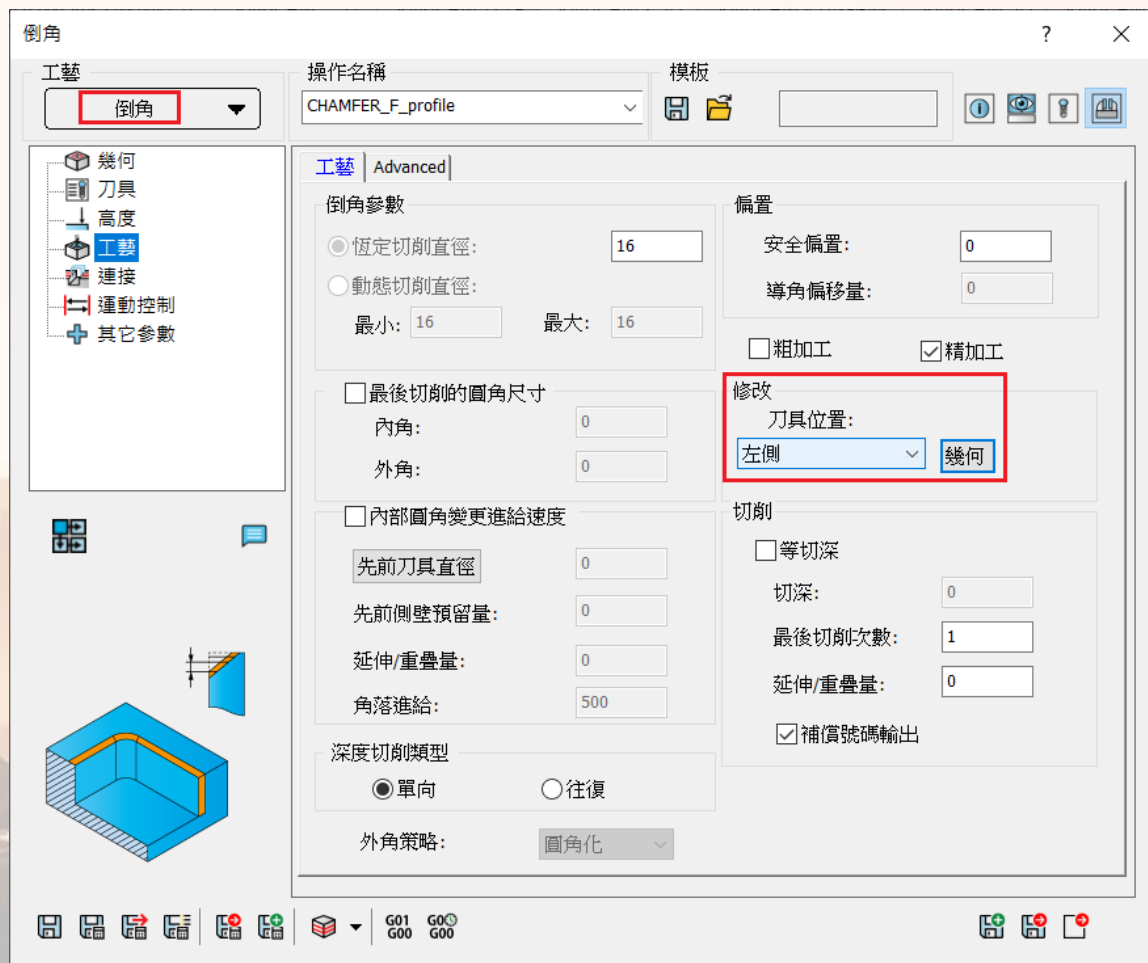 倒角
工藝
倒角
操作名稱
CHAMFER_F_profile
模板
幾何
刀具
高度
工藝
連接
運動控制
其它參數
工藝
Advanced
倒角參數
恆定切削直徑:
16
動態切削直徑:
最小:
16
最大:
16
偏置
安全偏置:
0
導角偏移量:
0
粗加工
精加工
最後切削的圓角尺寸
內角:
0
外角:
0
修改
刀具位置:
左側
幾何
內部圓角變更進給速度
先前刀具直徑
0
先前側壁預留量:
0
延伸/重疊量:
0
角落進給:
500
切削
等切深
切深:
0
最後切削次數:
1
延伸/重疊量:
0
補償號碼輸出
深度切削類型
單向
往復
外角策略:
圓角化
G01
G00
G00
G00